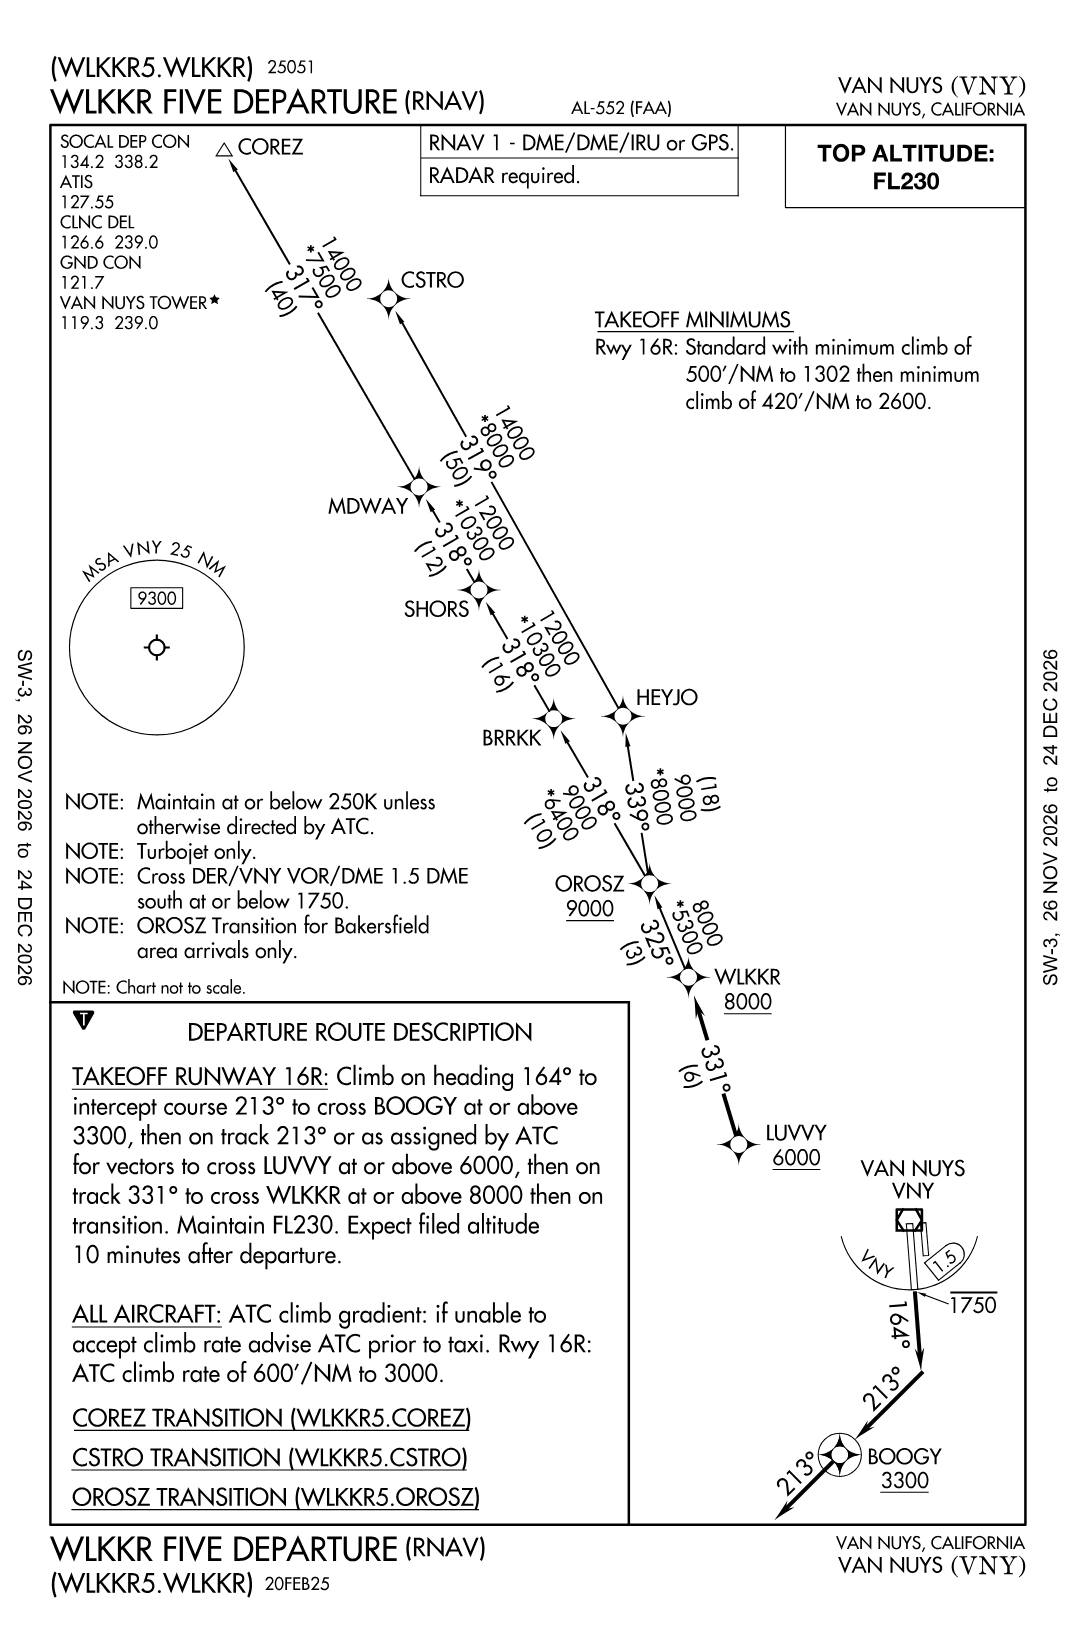 (WLKKR5.WLKKR) 25051
WLKKR FIVE DEPARTURE (RNAV)
AL-552 (FAA)
VAN NUYS (VNY)
VAN NUYS, CALIFORNIA
SOCAL DEP CON
134.2 338.2
ATIS
127.55
CLNC DEL
126.6 239.0
GND CON
121.7
VAN NUYS TOWER★
119.3 239.0
RNAV 1 - DME/DME/IRU or GPS.
RADAR required.
TOP ALTITUDE:
FL230
COREZ
14000
*7500
317°
(40)
CSTRO
TAKEOFF MINIMUMS
Rwy 16R: Standard with minimum climb of
500'/NM to 1302 then minimum
climb of 420'/NM to 2600.
14000
*8000
319°
(50)
MDWAY
12000
*10300
318°
(12)
SHORS
12000
*10300
318°
(16)
MSA VNY 25 NM
9300
HEYJO
BRRKK
9000
*6400
318°
(10)
(18)
9000
*8000
339°
OROSZ
9000
8000
*5300
325°
(3)
WLKKR
8000
331°
(6)
LUVVY
6000
VAN NUYS
VNY
VNY
1.5
1750
164°
213°
BOOGY
3300
213°
NOTE: Maintain at or below 250K unless
otherwise directed by ATC.
NOTE: Turbojet only.
NOTE: Cross DER/VNY VOR/DME 1.5 DME
south at or below 1750.
NOTE: OROSZ Transition for Bakersfield
area arrivals only.
NOTE: Chart not to scale.
T
DEPARTURE ROUTE DESCRIPTION
TAKEOFF RUNWAY 16R: Climb on heading 164° to
intercept course 213° to cross BOOGY at or above
3300, then on track 213° or as assigned by ATC
for vectors to cross LUVVY at or above 6000, then on
track 331° to cross WLKKR at or above 8000 then on
transition. Maintain FL230. Expect filed altitude
10 minutes after departure.
ALL AIRCRAFT: ATC climb gradient: if unable to
accept climb rate advise ATC prior to taxi. Rwy 16R:
ATC climb rate of 600'/NM to 3000.
COREZ TRANSITION (WLKKR5.COREZ)
CSTRO TRANSITION (WLKKR5.CSTRO)
OROSZ TRANSITION (WLKKR5.OROSZ)
SW-3, 26 NOV 2026 to 24 DEC 2026
SW-3, 26 NOV 2026 to 24 DEC 2026
WLKKR FIVE DEPARTURE (RNAV)
(WLKKR5.WLKKR) 20FEB25
VAN NUYS, CALIFORNIA
VAN NUYS (VNY)